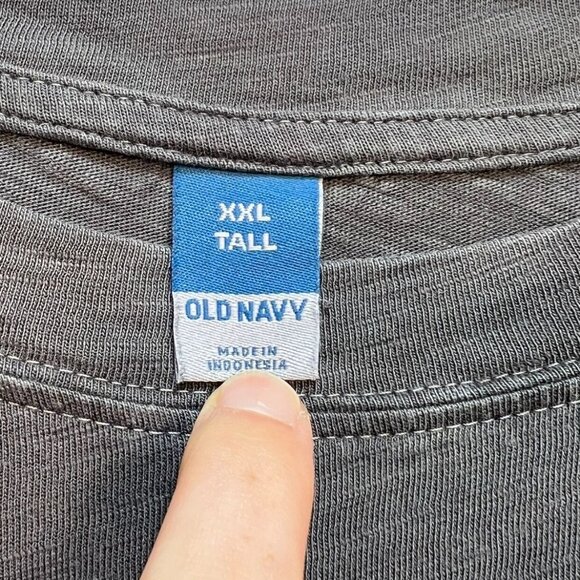 XXL
TALL
OLD NAVY
MADE IN
INDONESIA